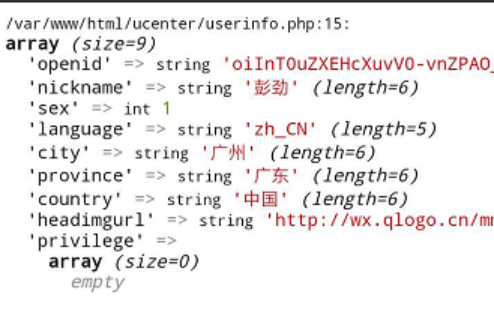 /var/www/html/ucenter/userinfo.php:15:
array (size=9)
'openid' => string 'oiInT0uZXEHcXuvV0-vnZPAO_
'nickname' => string '彭劲' (length=6)
'sex' => int 1
'language' => string 'zh_CN' (length=5)
'city' => string '广州' (length=6)
'province' => string '广东' (length=6)
'country' => string '中国' (length=6)
'headimgurl' => string 'http://wx.qlogo.cn/mm
'privilege' =>
array (size=0)
empty